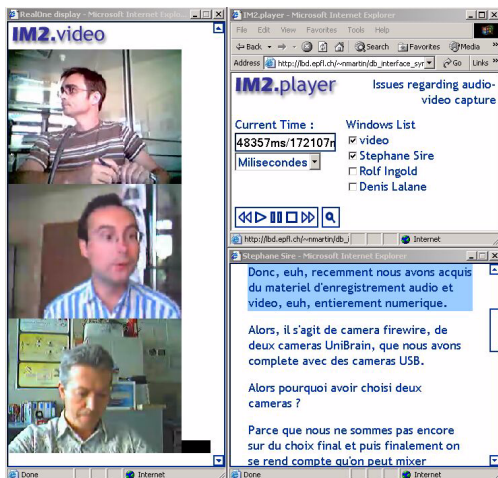 RealOne display - Microsoft Internet Explo
IM2.video
Done
Internet
IM2.player - Microsoft Internet Explorer
File Edit View Favorites Tools Help
Back Search Favorites Media »
Address http://lbd.epfl.ch/~nmartin/db_interface_syr Go Links »
IM2.player
Issues regarding audio-
video capture
Current Time :
Windows List
48357ms/172107
Milisecondes
video
Stephane Sire
Rolf Ingold
Denis Lalane
http://lbd.epfl.ch/~nmartin/db_i
Internet
Stephane Sire - Microsoft Internet Explorer
Donc, euh, recemment nous avons acquis
du materiel d'enregistrement audio et
video, euh, entierement numerique.
Alors, il s'agit de camera firewire, de
deux cameras UniBrain, que nous avons
complete avec des cameras USB.
Alors pourquoi avoir choisi deux
cameras ?
Parce que nous ne sommes pas encore
sur du choix final et puis finalement on
se rend compte qu'on peut mixer
Done
Internet